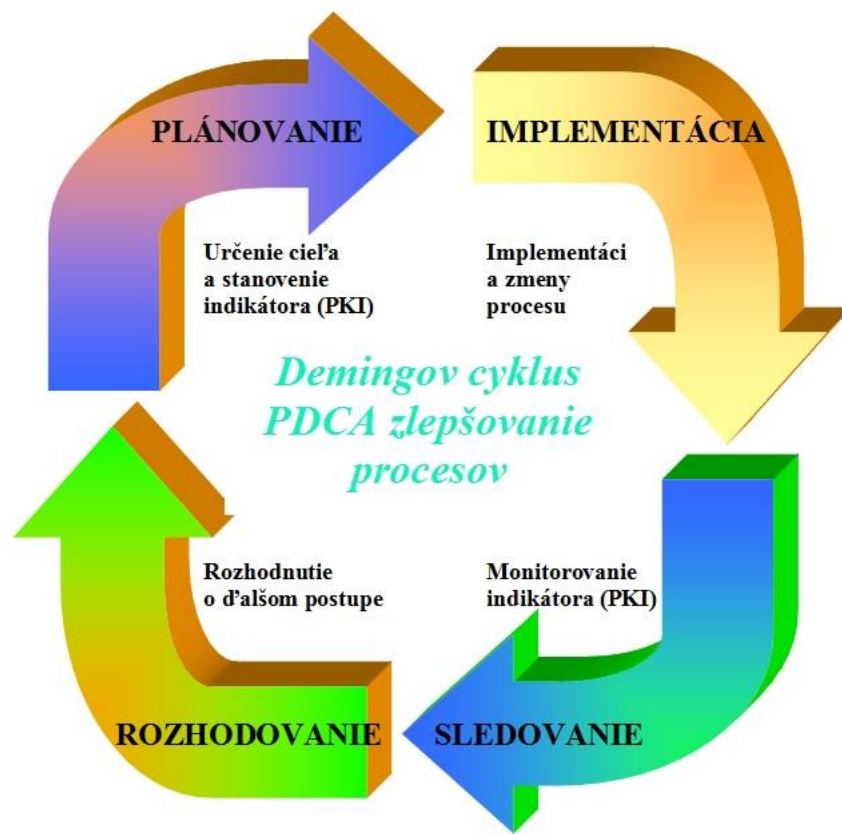 PLÁNOVANIE
IMPLEMENTÁCIA
Určenie cieľa
a stanovenie
indikátora (PKI)
Implementáci
a zmeny
procesu
Demingov cyklus
PDCA zlepšovanie
procesov
Rozhodnutie
o ďalšom postupe
Monitorovanie
indikátora (PKI)
ROZHODOVANIE
SLEDOVANIE